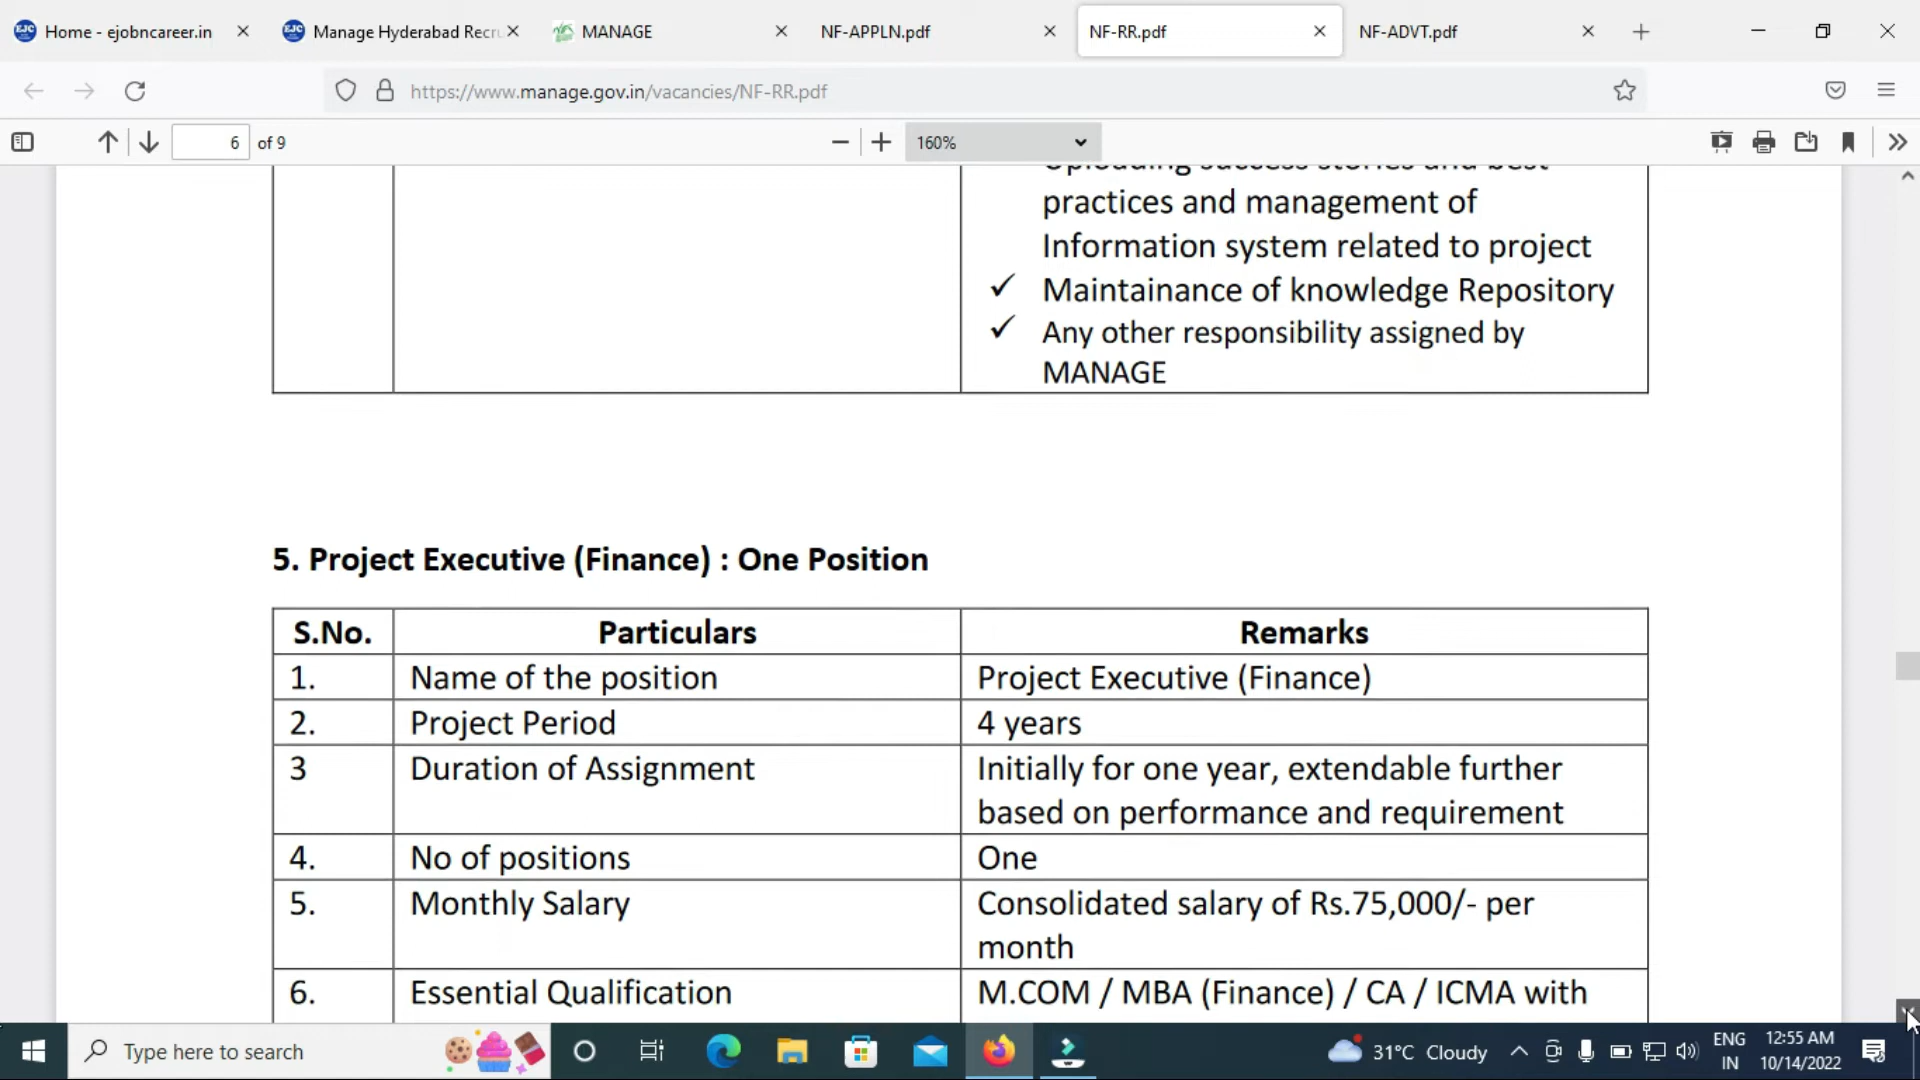 Home - ejobncareer.in
Manage Hyderabad Recru
MANAGE
NF-APPLN.pdf
NF-RR.pdf
NF-ADVT.pdf
https://www.manage.gov.in/vacancies/NF-RR.pdf
6 of 9
160%
Uploading success stories and best
practices and management of
Information system related to project
✓ Maintainance of knowledge Repository
✓ Any other responsibility assigned by
MANAGE
5. Project Executive (Finance) : One Position
S.No. Particulars Remarks
1. Name of the position Project Executive (Finance)
2. Project Period 4 years
3 Duration of Assignment Initially for one year, extendable further
based on performance and requirement
4. No of positions One
5. Monthly Salary Consolidated salary of Rs.75,000/- per
month
6. Essential Qualification M.COM / MBA (Finance) / CA / ICMA with
Type here to search
31°C Cloudy
ENG
IN
12:55 AM
10/14/2022